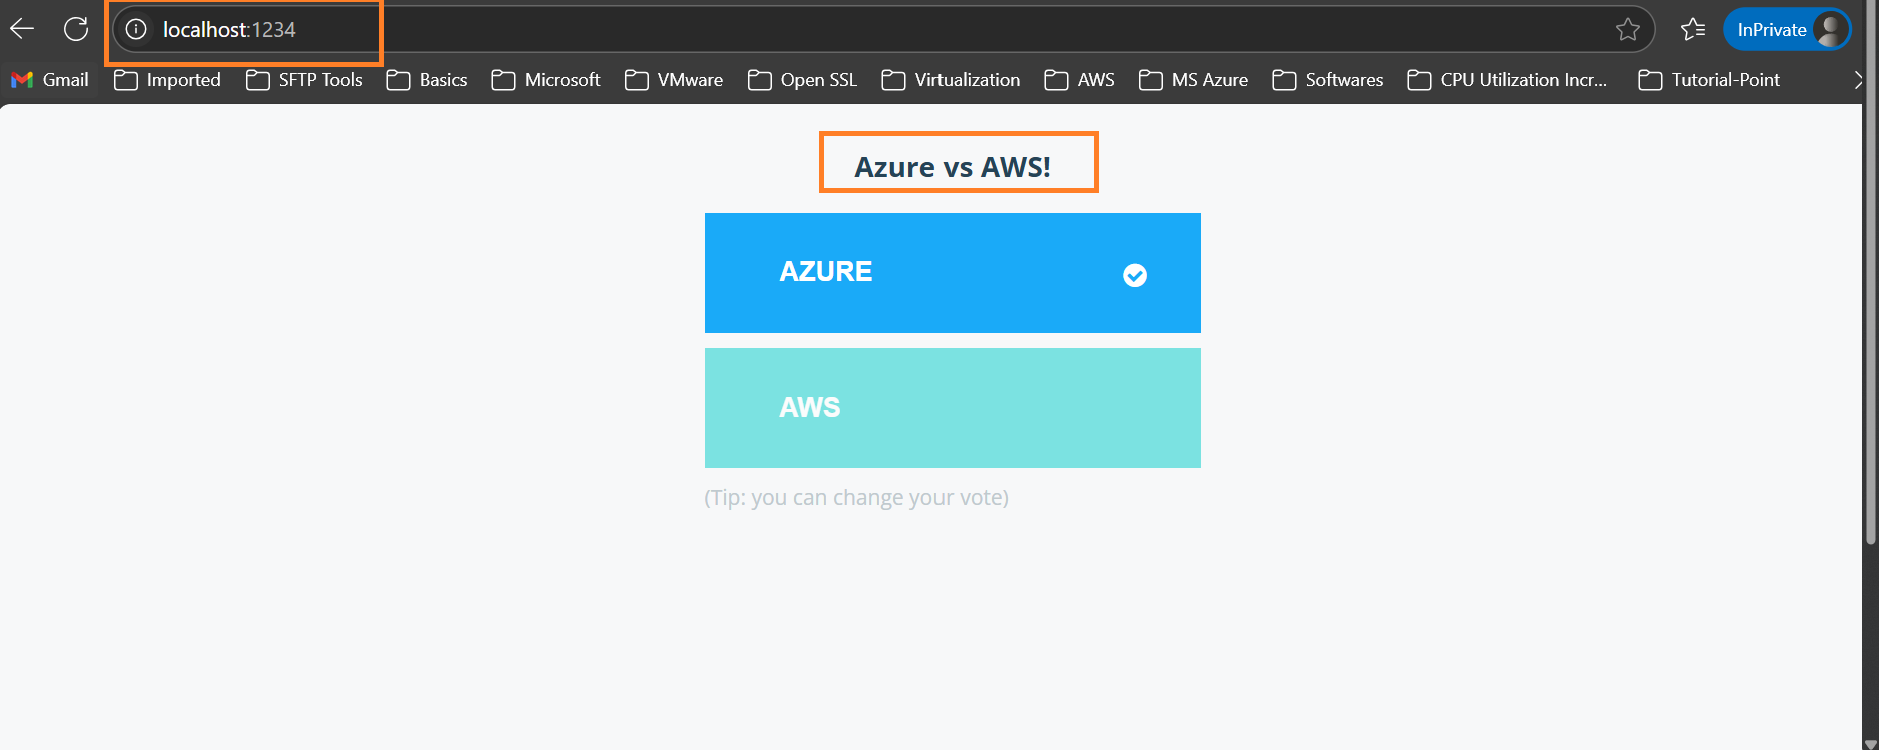 localhost:1234
InPrivate
Gmail Imported SFTP Tools Basics Microsoft VMware Open SSL Virtualization AWS MS Azure Softwares CPU Utilization Incr... Tutorial-Point
Azure vs AWS!
AZURE
AWS
(Tip: you can change your vote)